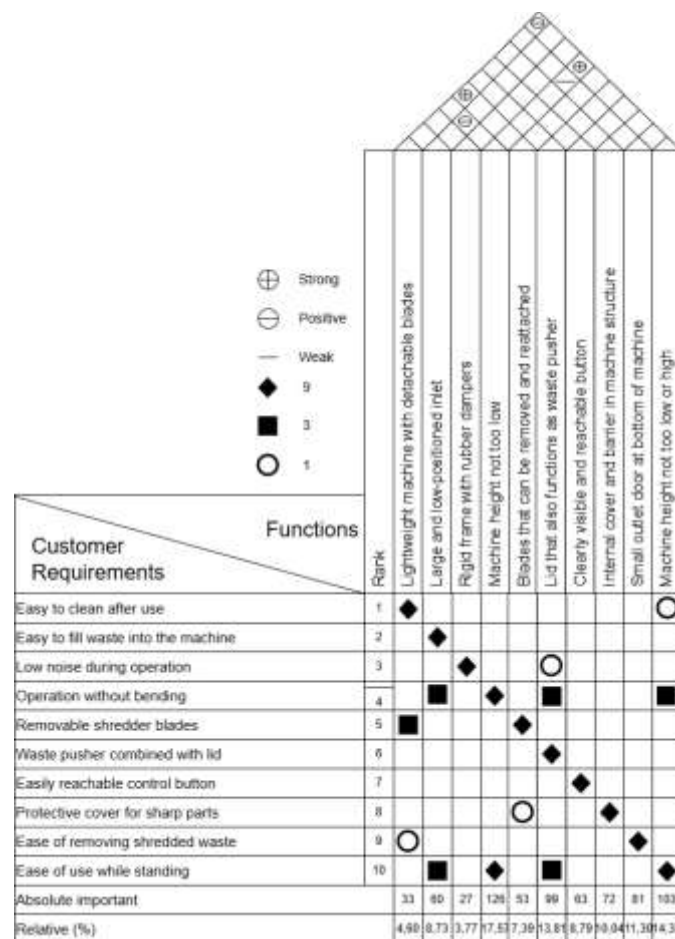 Strong
Positive
Weak
9
3
1
Functions
Customer
Requirements
Rank
Lightweight machine with detachable blades
Large and low-positioned inlet
Rigid frame with rubber dampers
Machine height not too low
Blades that can be removed and reattached
Lid that also functions as waste pusher
Clearly visible and reachable button
Internal cover and barrier in machine structure
Small outlet door at bottom of machine
Machine height not too low or high
Easy to clean after use 1
Easy to fill waste into the machine 2
Low noise during operation 3
Operation without bending 4
Removable shredder blades 5
Waste pusher combined with lid 6
Easily reachable control button 7
Protective cover for sharp parts 8
Ease of removing shredded waste 9
Ease of use while standing 10
Absolute important 33 60 27 126 53 99 63 72 81 103
Relative (%) 4,60 8,73 3,77 17,57 7,39 13,81 8,79 10,04 11,30 14,3